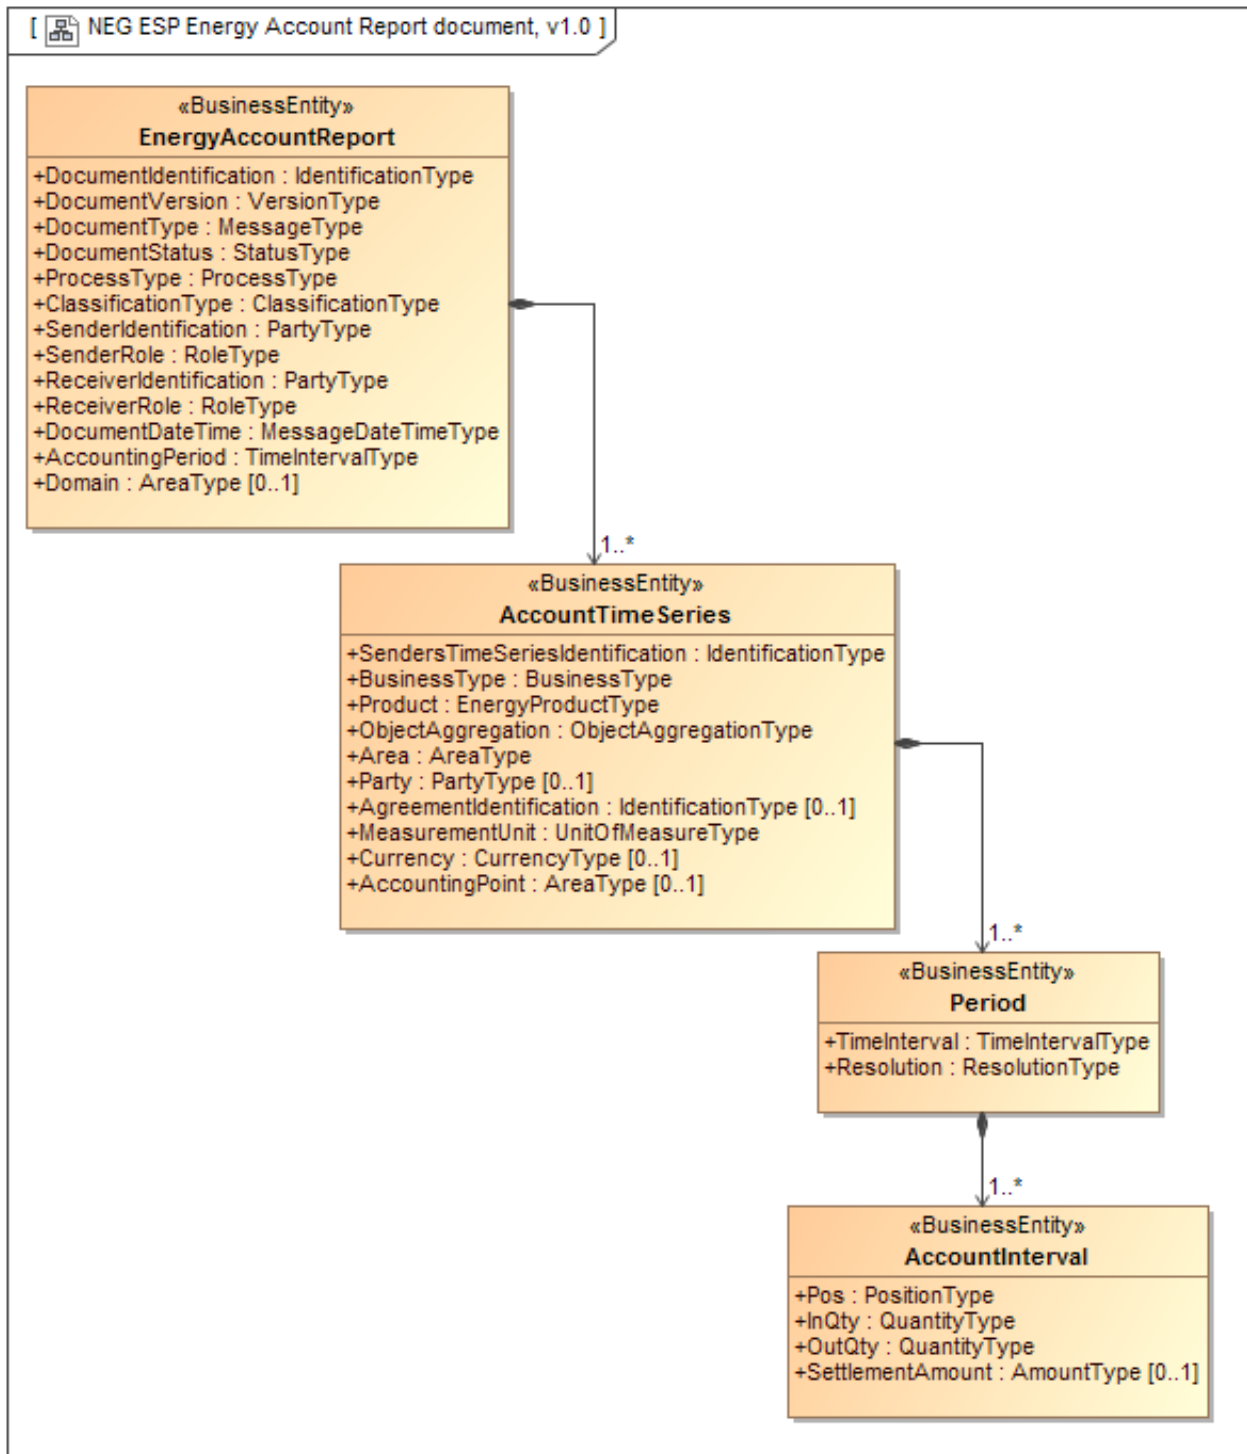 [ NEG ESP Energy Account Report document, v1.0 ]
«BusinessEntity»
EnergyAccountReport
+DocumentIdentification : IdentificationType
+DocumentVersion : VersionType
+DocumentType : MessageType
+DocumentStatus : StatusType
+ProcessType : ProcessType
+ClassificationType : ClassificationType
+SenderIdentification : PartyType
+SenderRole : RoleType
+ReceiverIdentification : PartyType
+ReceiverRole : RoleType
+DocumentDateTime : MessageDateTimeType
+AccountingPeriod : TimeIntervalType
+Domain : AreaType [0..1]
1..*
«BusinessEntity»
AccountTimeSeries
+SendersTimeSeriesIdentification : IdentificationType
+BusinessType : BusinessType
+Product : EnergyProductType
+ObjectAggregation : ObjectAggregationType
+Area : AreaType
+Party : PartyType [0..1]
+AgreementIdentification : IdentificationType [0..1]
+MeasurementUnit : UnitOfMeasureType
+Currency : CurrencyType [0..1]
+AccountingPoint : AreaType [0..1]
1..*
«BusinessEntity»
Period
+TimeInterval : TimeIntervalType
+Resolution : ResolutionType
1..*
«BusinessEntity»
AccountInterval
+Pos : PositionType
+InQty : QuantityType
+OutQty : QuantityType
+SettlementAmount : AmountType [0..1]